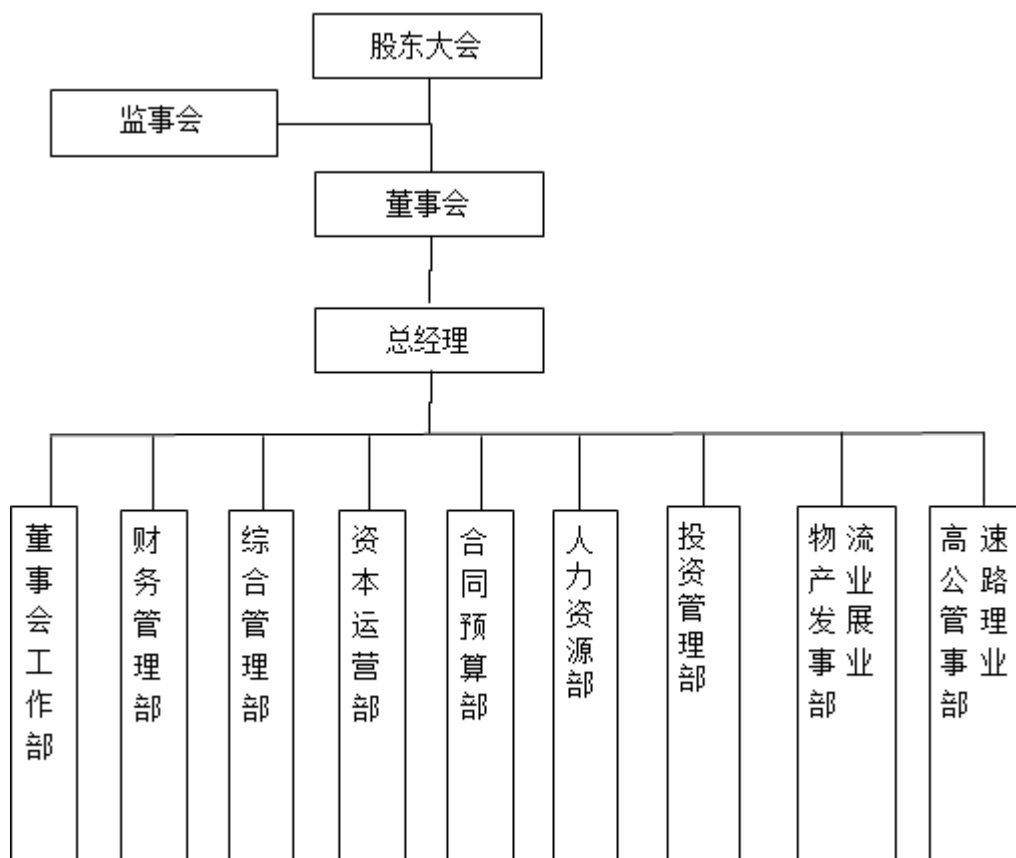 股东大会
监事会
董事会
总经理
董事会工作部
财务管理部
综合管理部
资本运营部
合同预算部
人力资源部
投资管理部
物流产业发展事业部
高速公路管理事业部